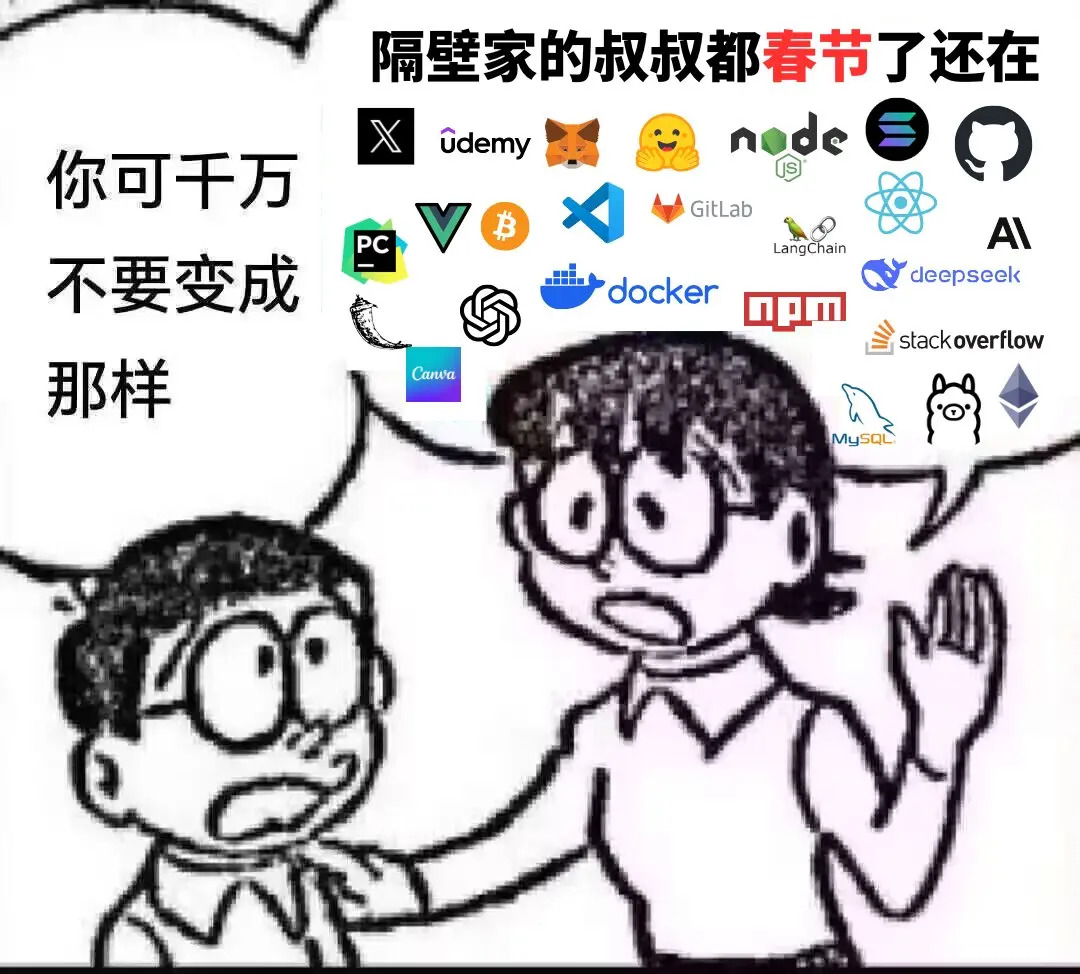 隔壁家的叔叔都春节了还在
udemy
node
JS
GitLab
PC
LangChain
deepseek
docker
npm
stackoverflow
Canva
MySQL
你可千万
不要变成
那样